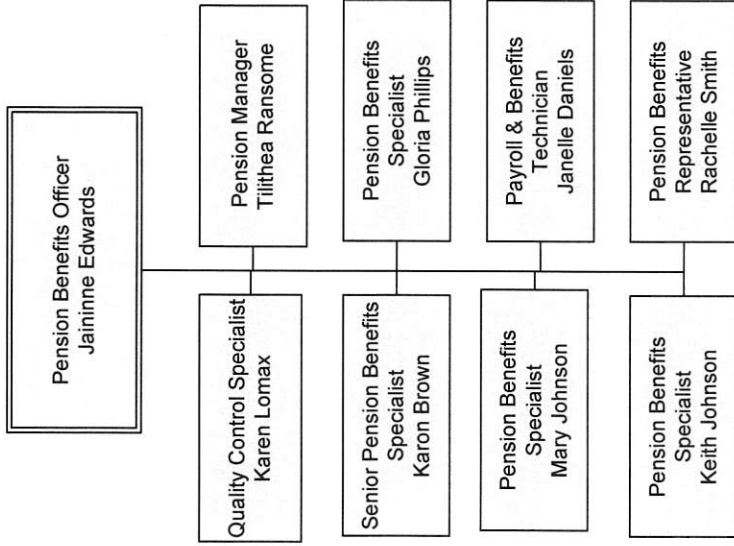 Pension Benefits Officer
Jaininne Edwards
Quality Control Specialist
Karen Lomax
Pension Manager
Tilithea Ransome
Senior Pension Benefits
Specialist
Karon Brown
Pension Benefits
Specialist
Gloria Phillips
Pension Benefits
Specialist
Mary Johnson
Payroll & Benefits
Technician
Janelle Daniels
Pension Benefits
Specialist
Keith Johnson
Pension Benefits
Representative
Rachelle Smith